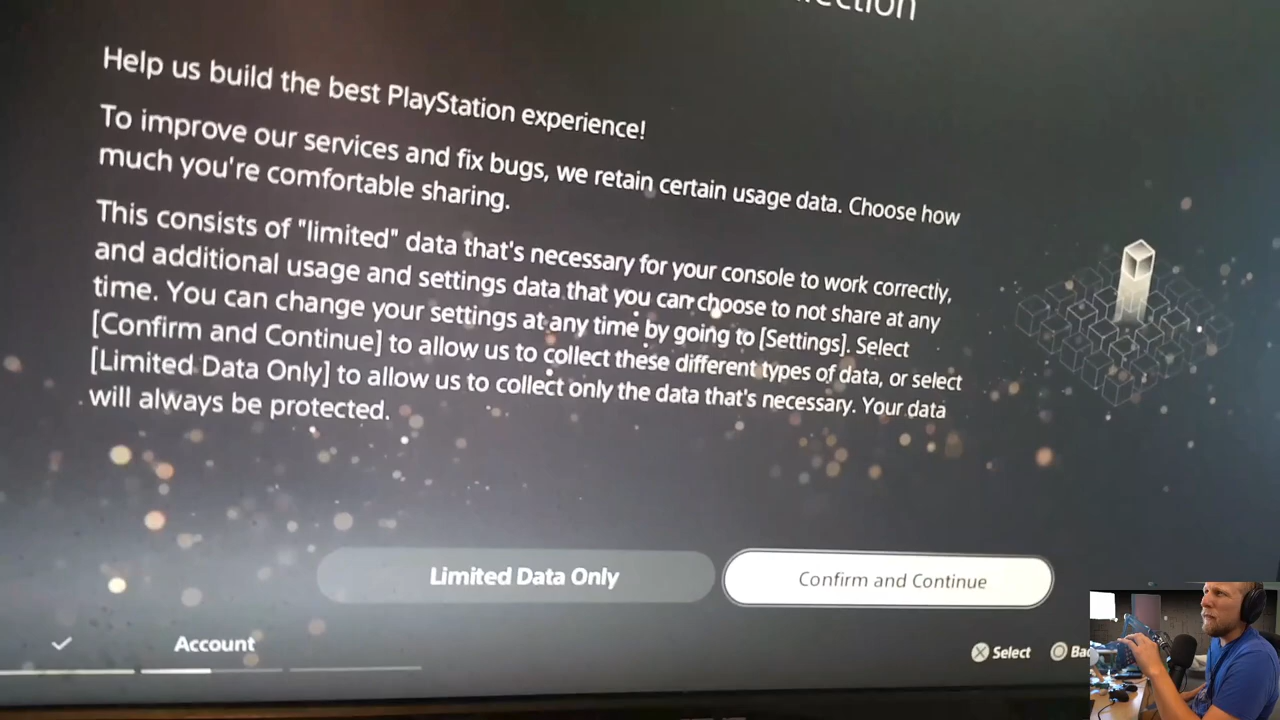 Help us build the best PlayStation experience!
To improve our services and fix bugs, we retain certain usage data. Choose how
much you're comfortable sharing.
This consists of "limited" data that's necessary for your console to work correctly,
and additional usage and settings data that you can choose to not share at any
time. You can change your settings at any time by going to [Settings]. Select
[Confirm and Continue] to allow us to collect these different types of data, or select
[Limited Data Only] to allow us to collect only the data that's necessary. Your data
will always be protected.
Limited Data Only
Confirm and Continue
Account
Select